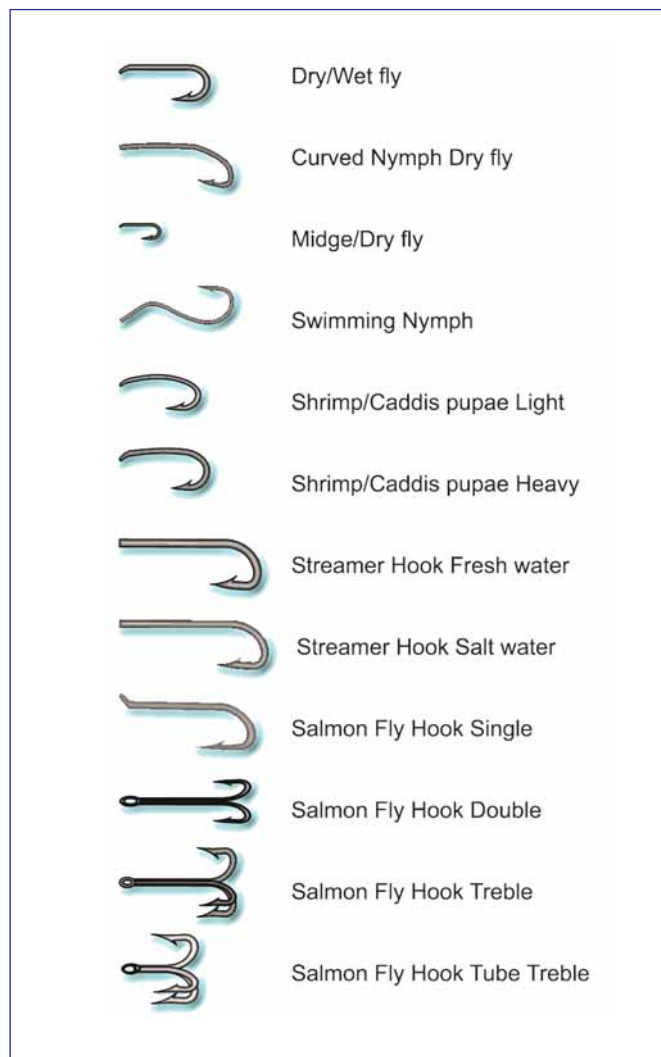 Dry/Wet fly
Curved Nymph Dry fly
Midge/Dry fly
Swimming Nymph
Shrimp/Caddis pupae Light
Shrimp/Caddis pupae Heavy
Streamer Hook Fresh water
Streamer Hook Salt water
Salmon Fly Hook Single
Salmon Fly Hook Double
Salmon Fly Hook Treble
Salmon Fly Hook Tube Treble